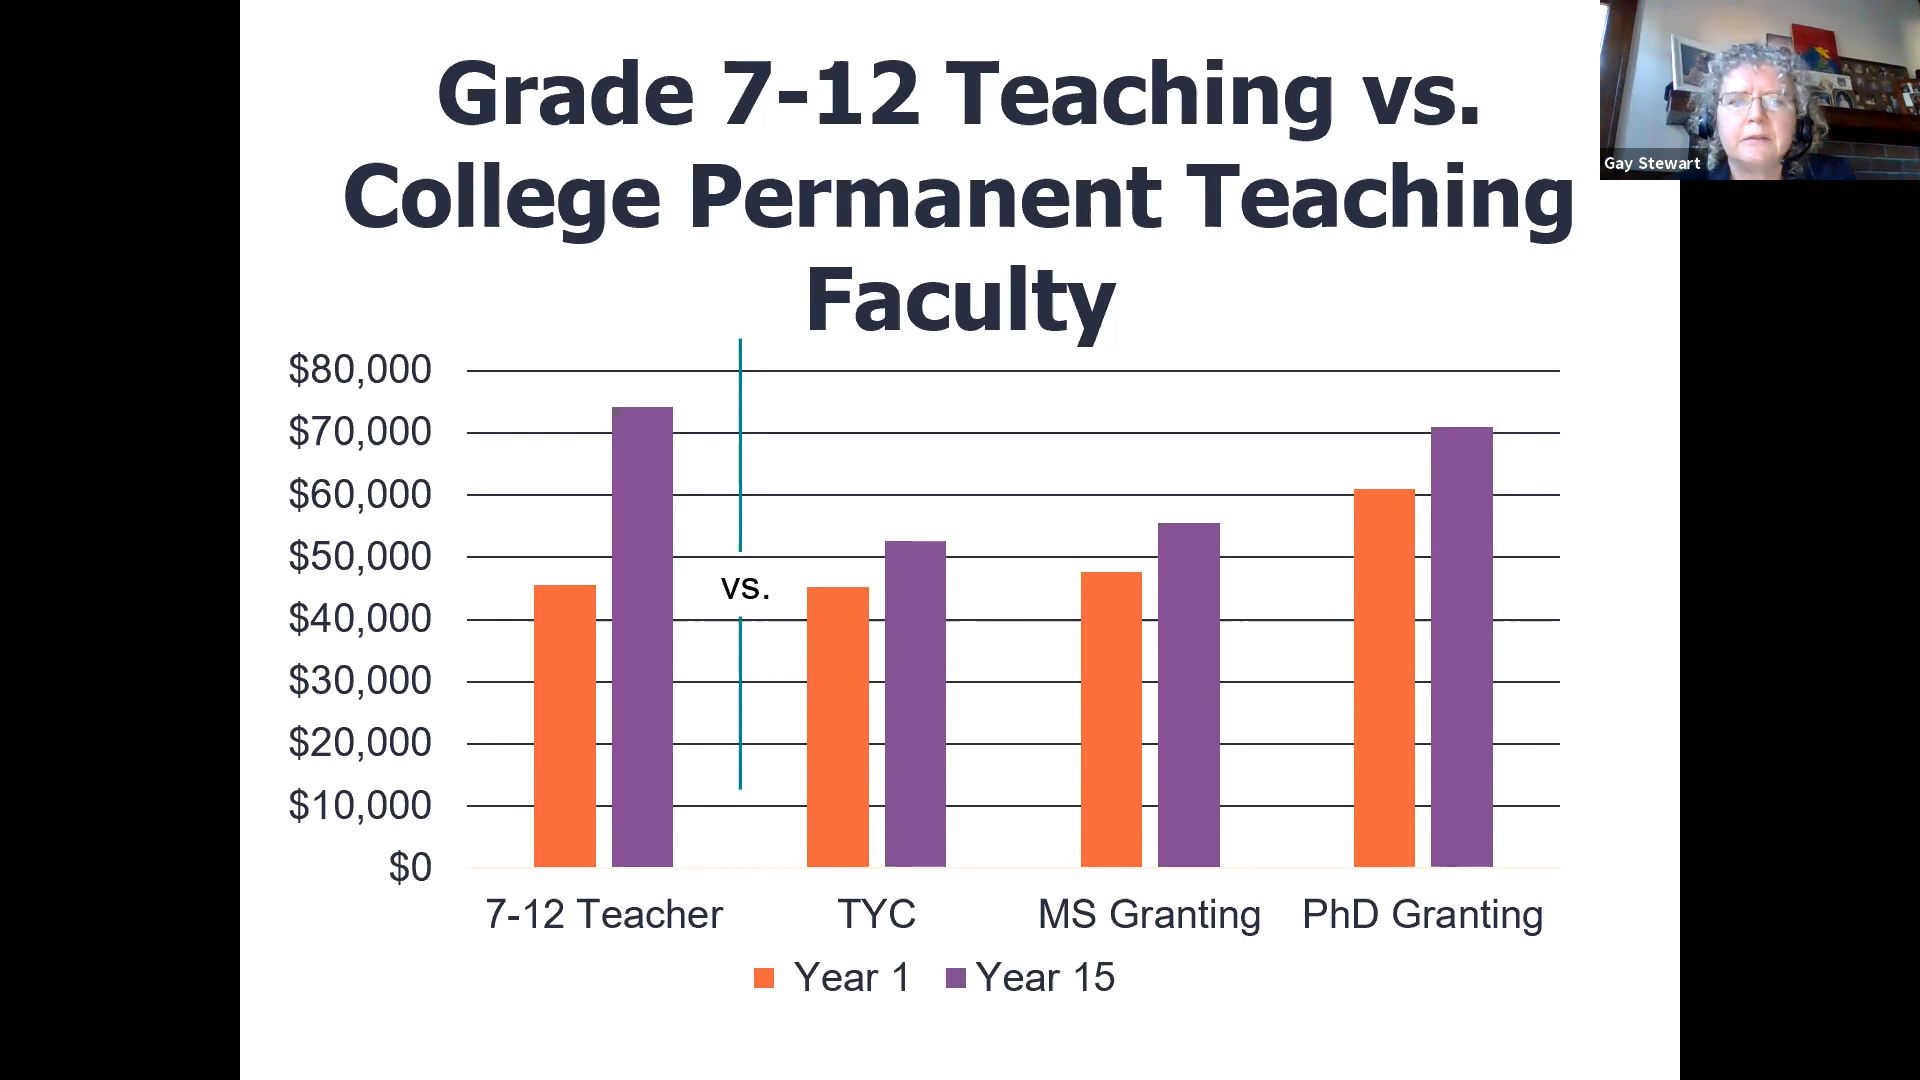 Grade 7-12 Teaching vs.
College Permanent Teaching
Faculty
Gay Stewart
$80,000
$70,000
$60,000
$50,000
$40,000
$30,000
$20,000
$10,000
$0
vs.
7-12 Teacher TYC MS Granting PhD Granting
Year 1 Year 15